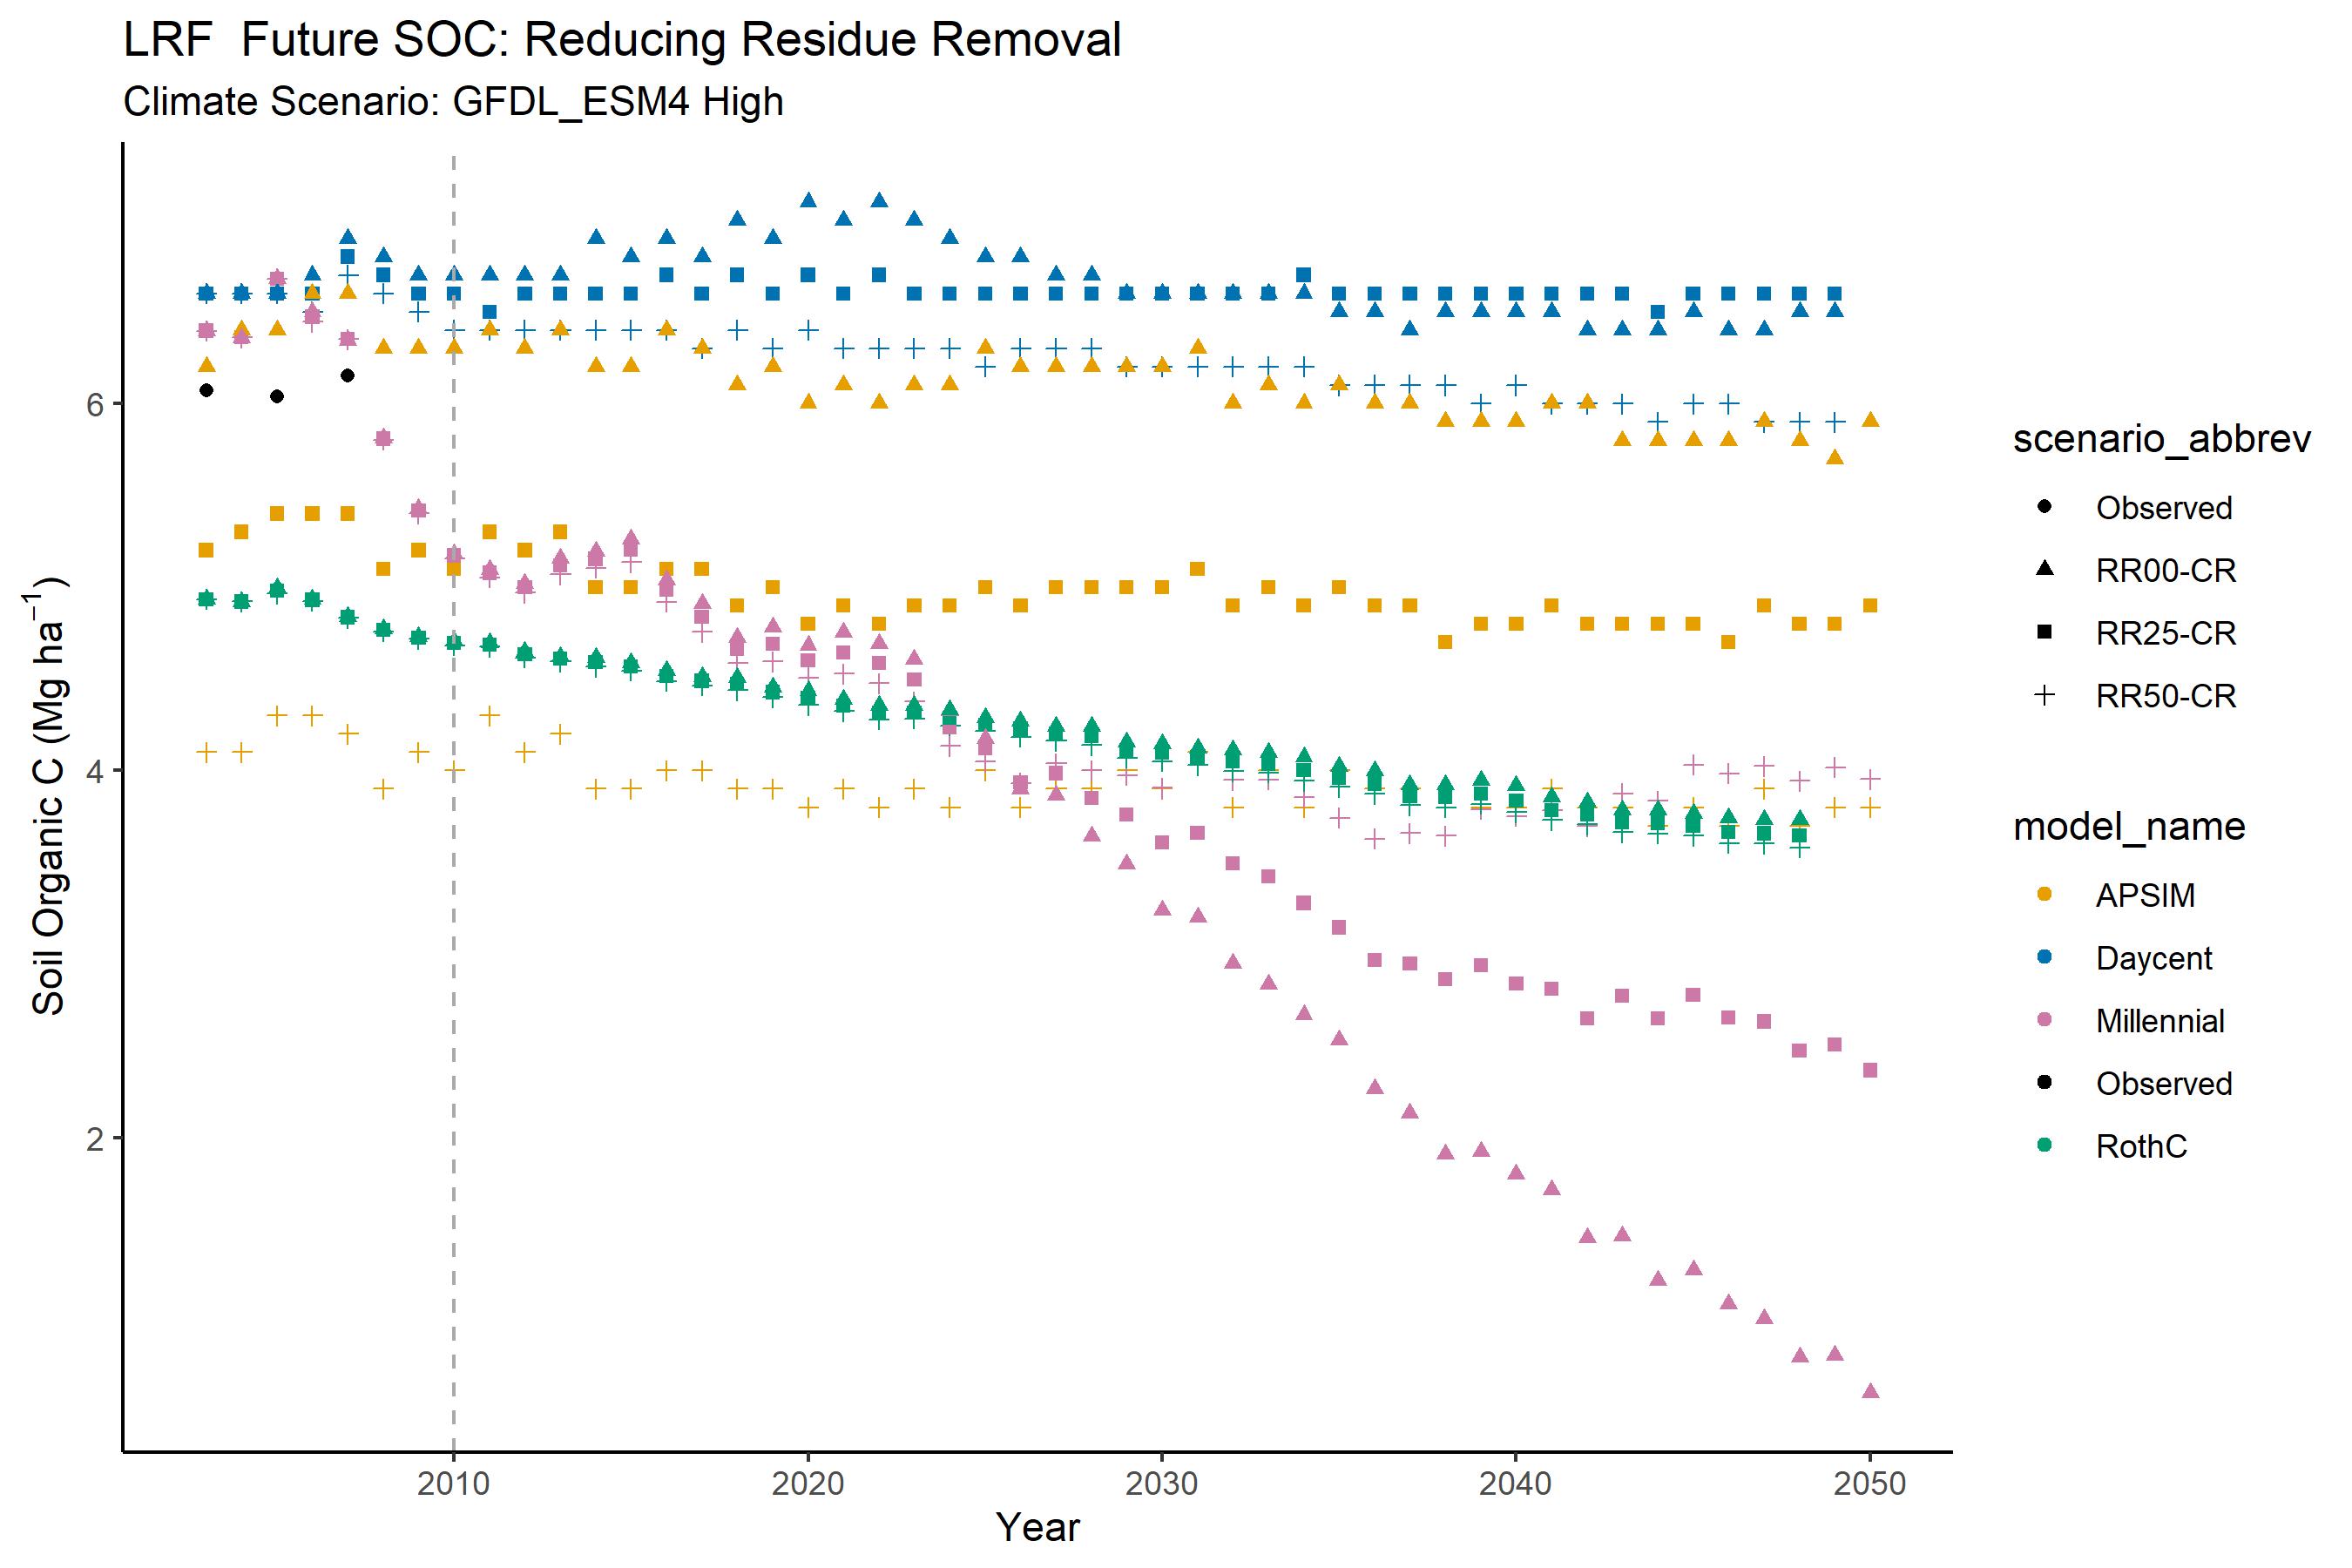 LRF  Future SOC: Reducing Residue Removal
Climate Scenario: GFDL_ESM4 High
Soil Organic C (Mg ha⁻¹)
6
4
2
2010
2020
2030
2040
2050
Year
scenario_abbrev
Observed
RR00-CR
RR25-CR
RR50-CR
model_name
APSIM
Daycent
Millennial
Observed
RothC